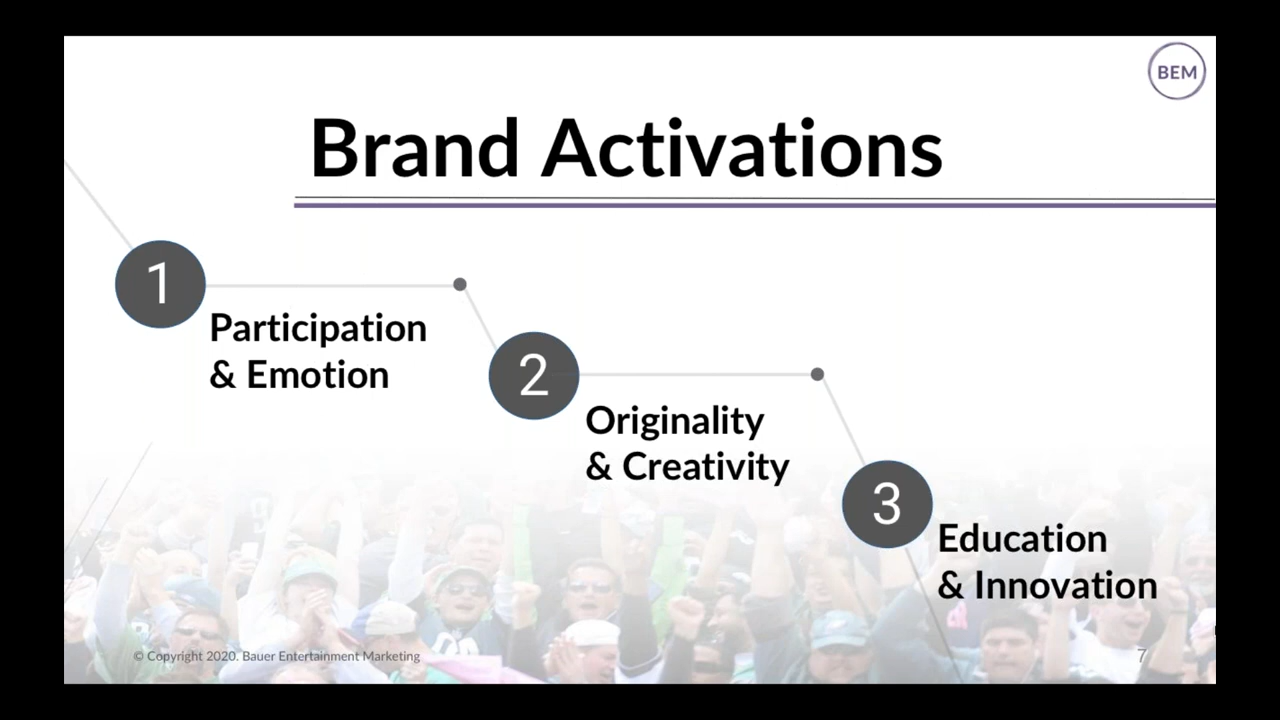 BEM
Brand Activations
1
Participation
& Emotion
2
Originality
& Creativity
3
Education
& Innovation
© Copyright 2020. Bauer Entertainment Marketing
7